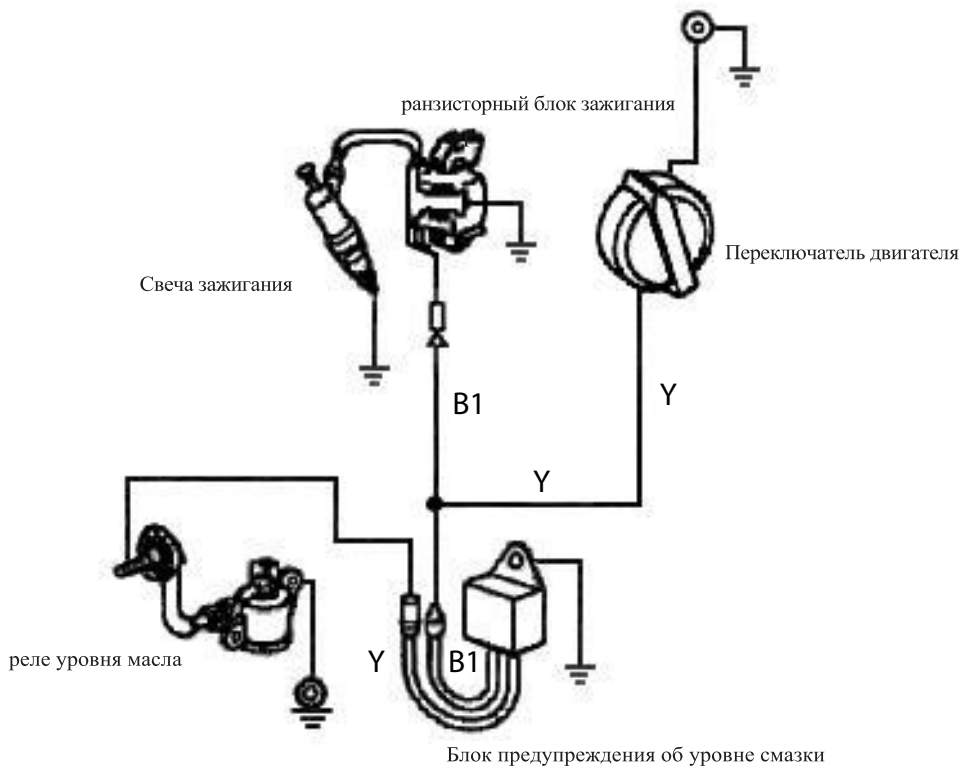 ранзисторный блок зажигания
Переключатель двигателя
Свеча зажигания
Y
B1
Y
реле уровня масла
Y
B1
Блок предупреждения об уровне смазки